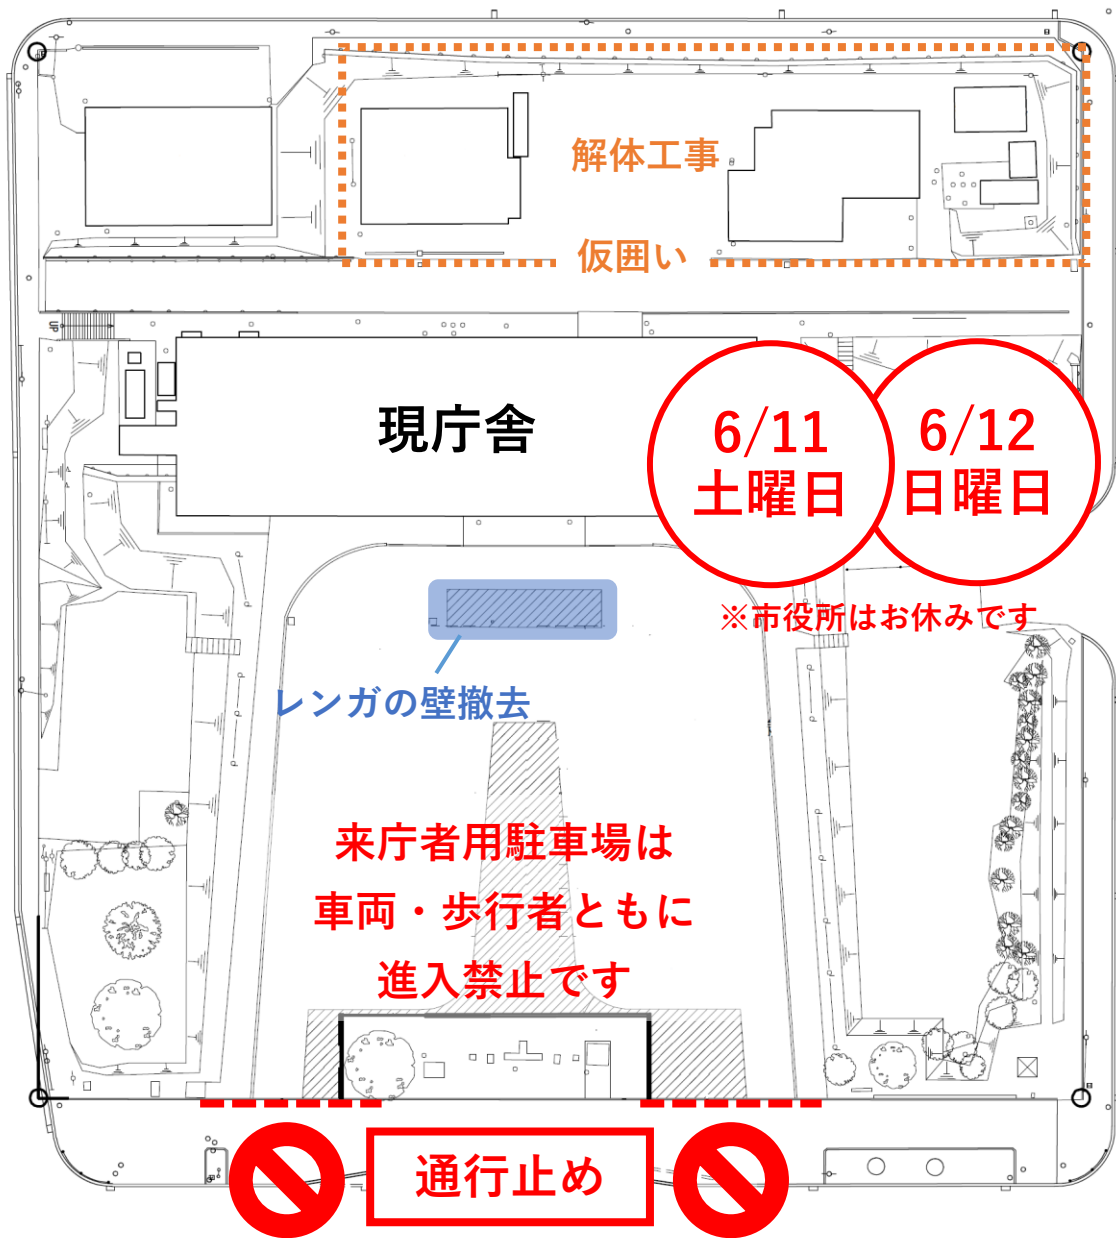 解体工事
仮囲い
UP
現庁舎
6/11
土曜日
6/12
日曜日
※市役所はお休みです
レンガの壁撤去
来庁者用駐車場は
車両・歩行者ともに
進入禁止です
通行止め